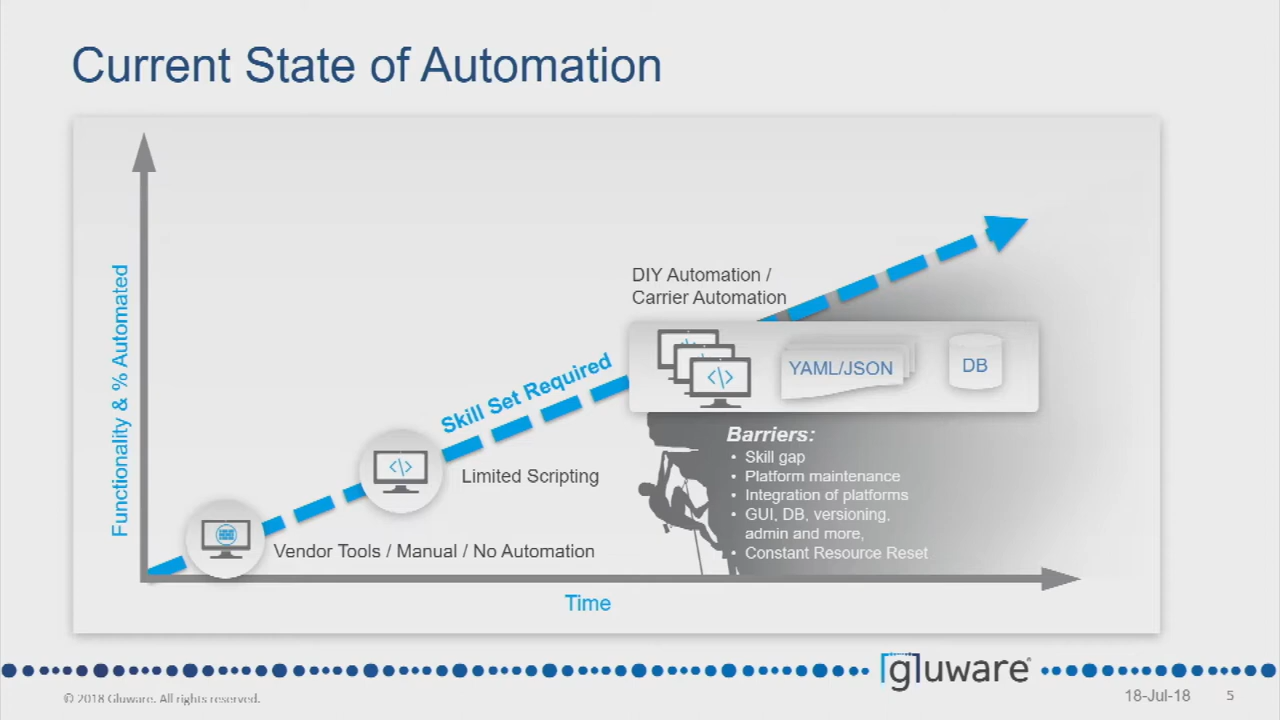 Current State of Automation
Functionality & % Automated
DIY Automation /
Carrier Automation
</>
YAML/JSON
DB
Skill Set Required
Barriers:
• Skill gap
• Platform maintenance
• Integration of platforms
• GUI, DB, versioning,
admin and more,
• Constant Resource Reset
</>
Limited Scripting
Vendor Tools / Manual / No Automation
Time
gluware®
© 2018 Gluware. All rights reserved.
18-Jul-18
5